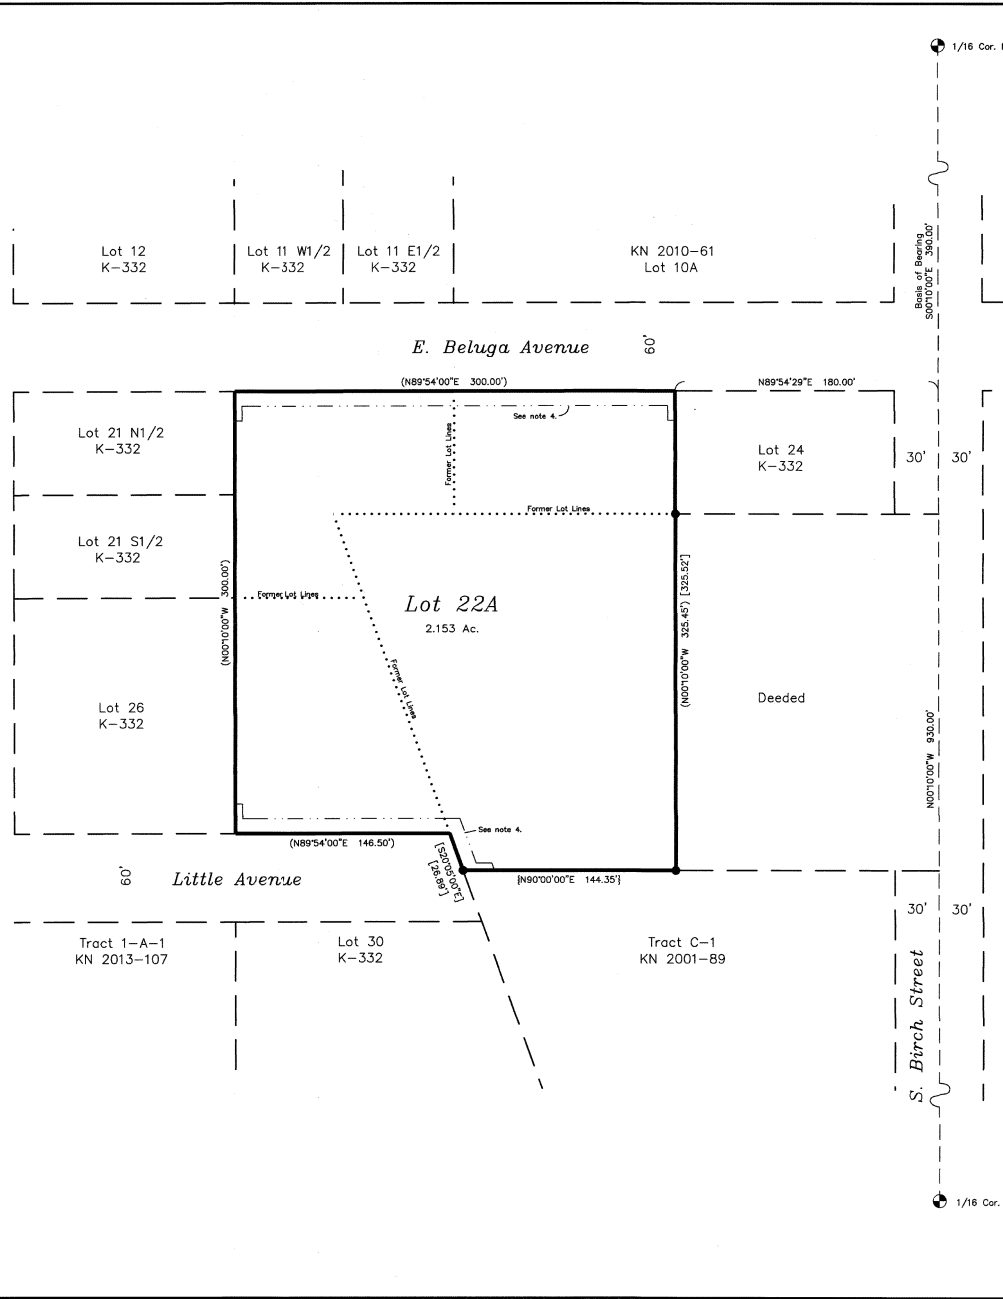 1/16 Cor.
Lot 12
K-332
Lot 11 W1/2
K-332
Lot 11 E1/2
K-332
KN 2010-61
Lot 10A
Basis of Bearing
S00°10'00"E 390.00'
E. Beluga Avenue
60'
(N89°54'00"E 300.00')
N89°54'29"E 180.00'
See note 4.
Lot 21 N1/2
K-332
Former Lot Lines
Lot 24
K-332
30'
30'
Former Lot Lines
Lot 21 S1/2
K-332
(N00°10'00"W 300.00')
Former Lot Lines
Lot 22A
2.153 Ac.
(N00°10'00"W 325.45') [325.52']
Former Lot Lines
Lot 26
K-332
Deeded
N00°10'00"W 930.00'
See note 4.
(N89°54'00"E 146.50')
[S20°05'00"E]
[26.89']
60'
Little Avenue
{N90°00'00"E 144.35'}
30'
30'
Tract 1-A-1
KN 2013-107
Lot 30
K-332
Tract C-1
KN 2001-89
S. Birch Street
1/16 Cor.